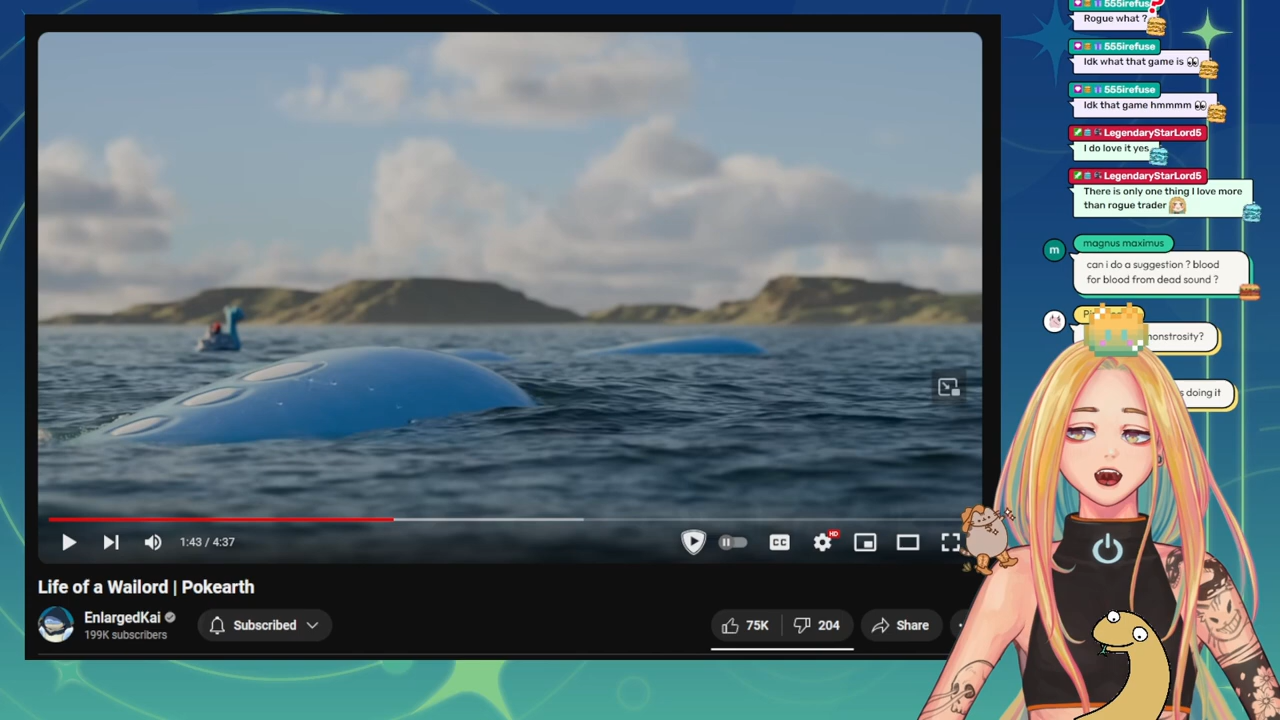 1:43 / 4:37
CC
HD
Life of a Wailord | Pokearth
EnlargedKai
199K subscribers
Subscribed
75K
204
Share
555irefuse
Rogue what ?
555irefuse
Idk what that game is 👀
555irefuse
Idk that game hmmmm 👀
LegendaryStarLord5
I do love it yes
LegendaryStarLord5
There is only one thing I love more
than rogue trader
m
magnus maximus
can i do a suggestion ? blood
for blood from dead sound ?
monstrosity?
doing it